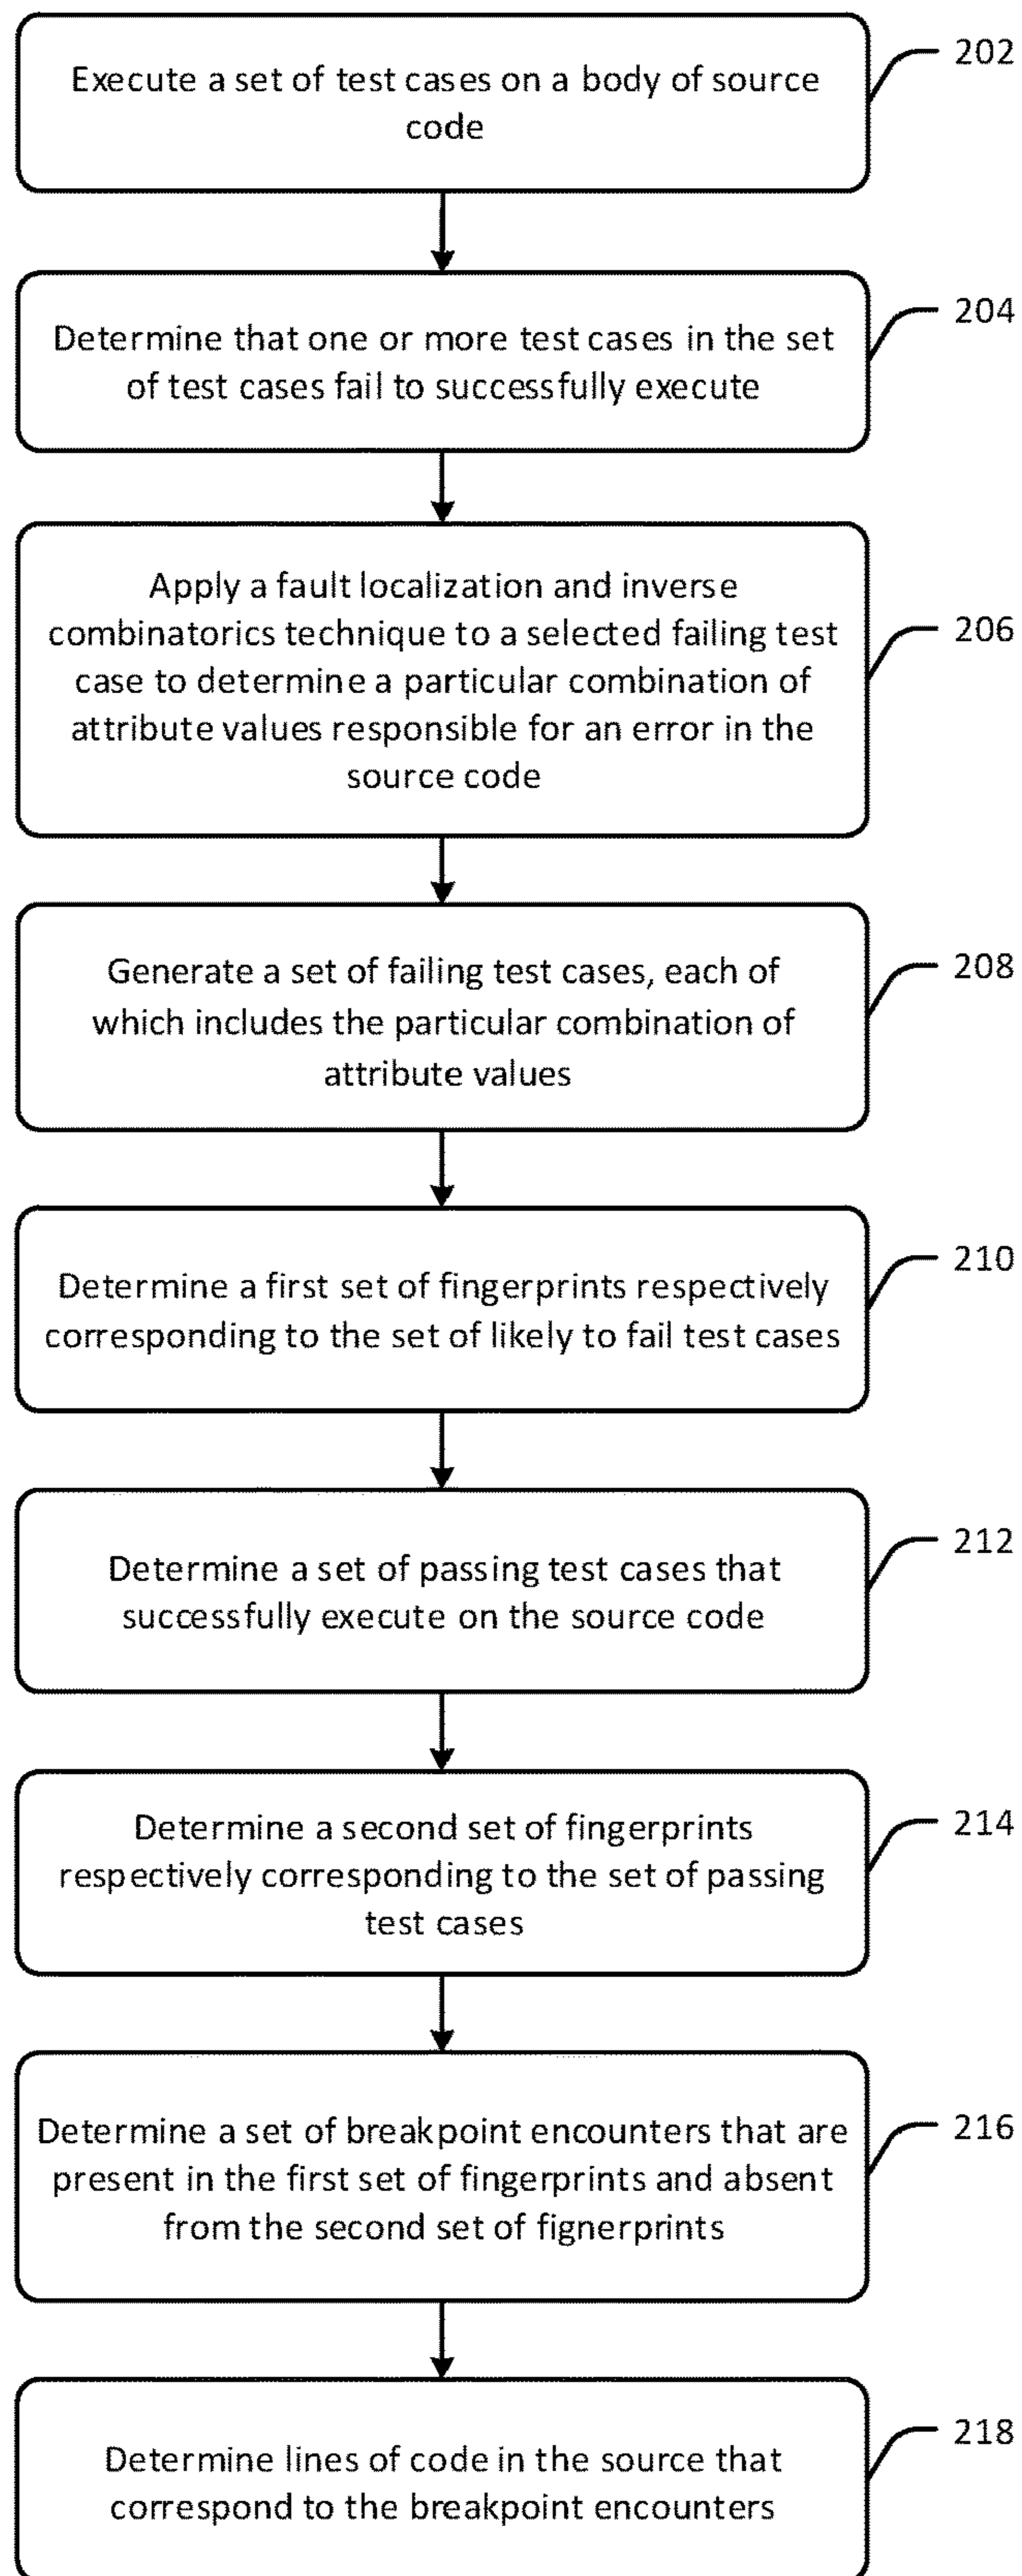 Execute a set of test cases on a body of source
code
202
Determine that one or more test cases in the set
of test cases fail to successfully execute
204
Apply a fault localization and inverse
combinatorics technique to a selected failing test
case to determine a particular combination of
attribute values responsible for an error in the
source code
206
Generate a set of failing test cases, each of
which includes the particular combination of
attribute values
208
Determine a first set of fingerprints respectively
corresponding to the set of likely to fail test cases
210
Determine a set of passing test cases that
successfully execute on the source code
212
Determine a second set of fingerprints
respectively corresponding to the set of passing
test cases
214
Determine a set of breakpoint encounters that are
present in the first set of fingerprints and absent
from the second set of fignerprints
216
Determine lines of code in the source that
correspond to the breakpoint encounters
218